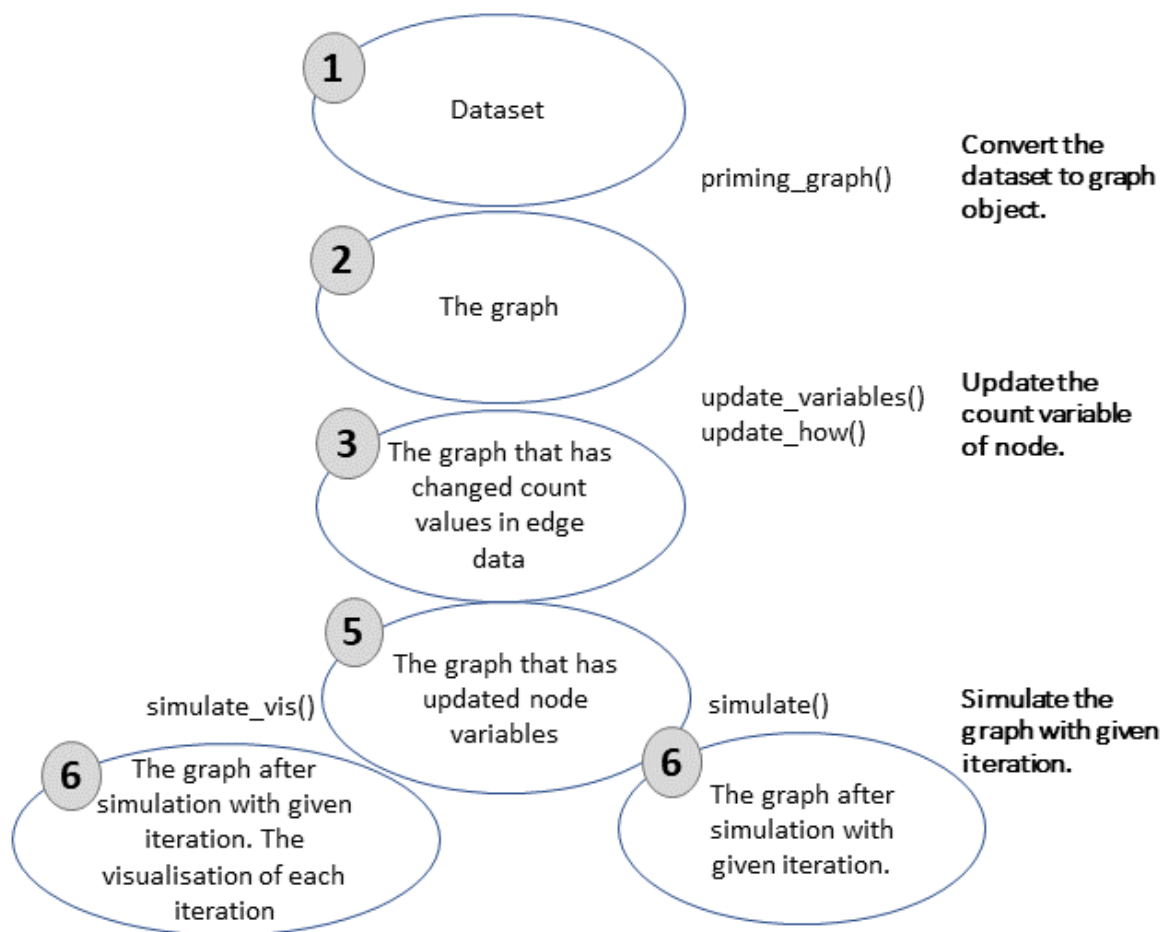 1
Dataset
priming_graph()
Convert the
dataset to graph
object.
2
The graph
update_variables()
update_how()
Update the
count variable
of node.
3
The graph that has
changed count
values in edge
data
5
The graph that has
updated node
variables
simulate_vis()
simulate()
Simulate the
graph with given
iteration.
6
The graph after
simulation with given
iteration. The
visualisation of each
iteration
6
The graph after
simulation with
given iteration.